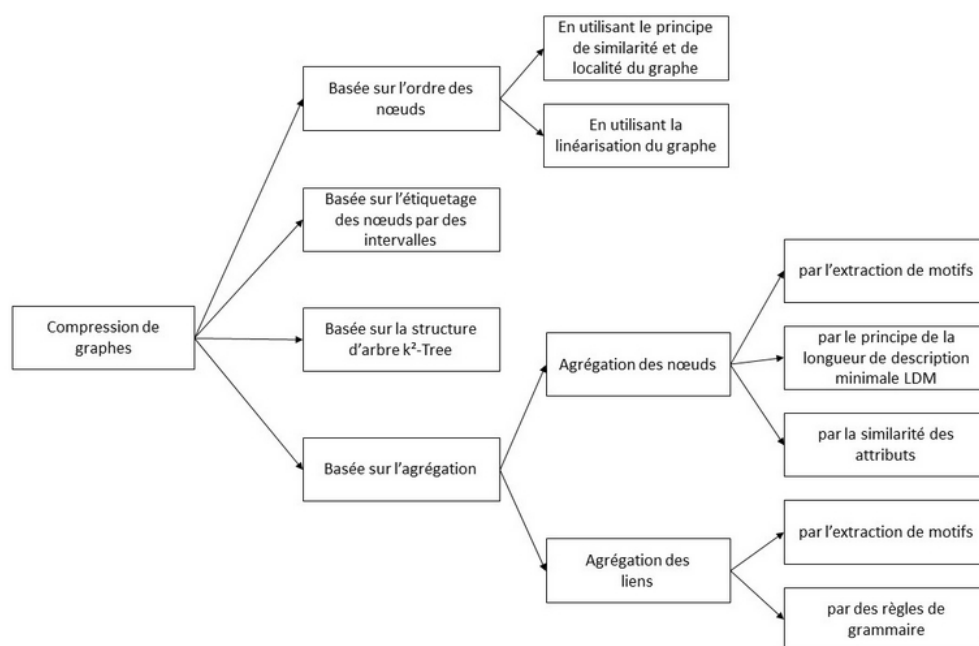 En utilisant le principe
de similarité et de
localité du graphe
Basée sur l'ordre des
nœuds
En utilisant la
linéarisation du graphe
Basée sur l'étiquetage
des nœuds par des
intervalles
par l'extraction de motifs
Compression de
graphes
Basée sur la structure
d'arbre k²-Tree
Agrégation des nœuds
par le principe de la
longueur de description
minimale LDM
par la similarité des
attributs
Basée sur l'agrégation
par l'extraction de motifs
Agrégation des
liens
par des règles de
grammaire